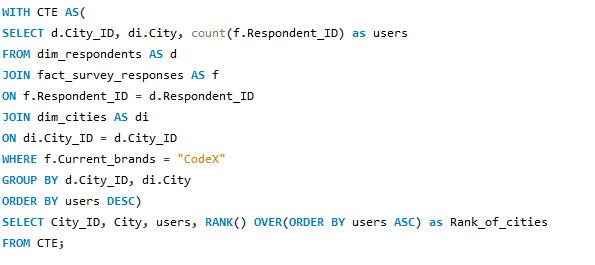 WITH CTE AS(
SELECT d.City_ID, di.City, count(f.Respondent_ID) as users
FROM dim_respondents AS d
JOIN fact_survey_responses AS f
ON f.Respondent_ID = d.Respondent_ID
JOIN dim_cities AS di
ON di.City_ID = d.City_ID
WHERE f.Current_brands = "CodeX"
GROUP BY d.City_ID, di.City
ORDER BY users DESC)
SELECT City_ID, City, users, RANK() OVER(ORDER BY users ASC) as Rank_of_cities
FROM CTE;